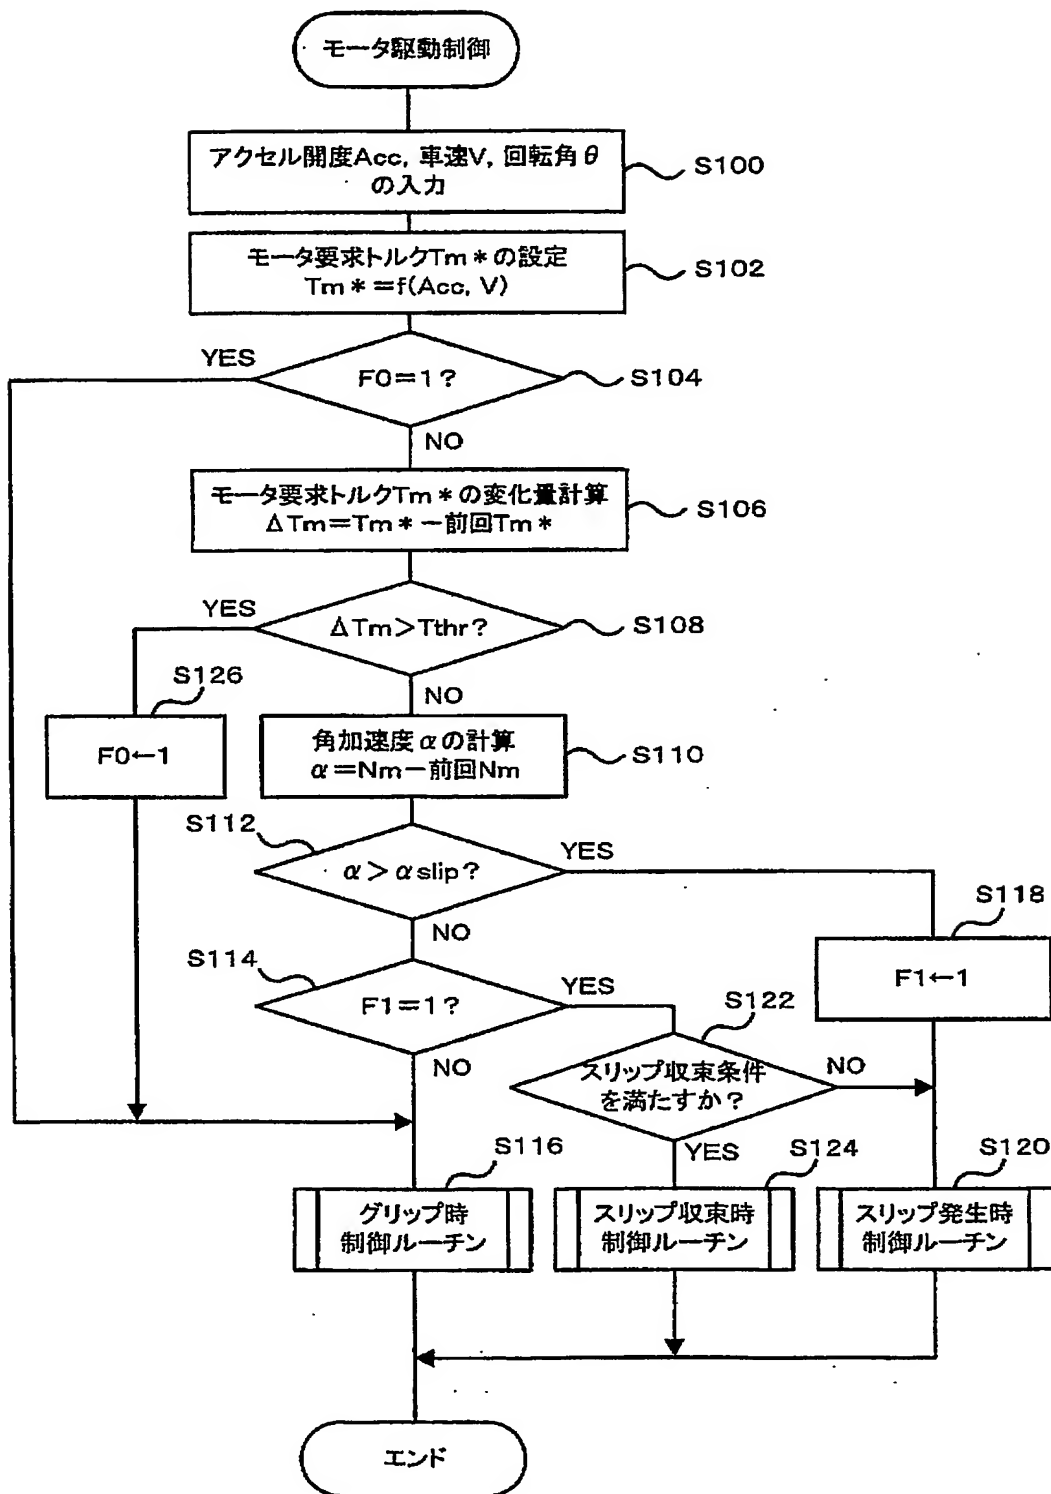 モータ駆動制御
アクセル開度Acc, 車速V, 回転角θ
の入力
S100
モータ要求トルクTm*の設定
Tm*=f(Acc, V)
S102
YES
F0=1?
S104
NO
モータ要求トルクTm*の変化量計算
ΔTm=Tm*-前回Tm*
S106
YES
ΔTm>Tthr?
S108
S126
NO
F0←1
角加速度αの計算
α=Nm-前回Nm
S110
S112
α>αslip?
YES
S118
NO
F1←1
S114
F1=1?
YES
S122
NO
スリップ収束条件
を満たすか?
NO
YES
S116
S124
S120
グリップ時
制御ルーチン
スリップ収束時
制御ルーチン
スリップ発生時
制御ルーチン
エンド